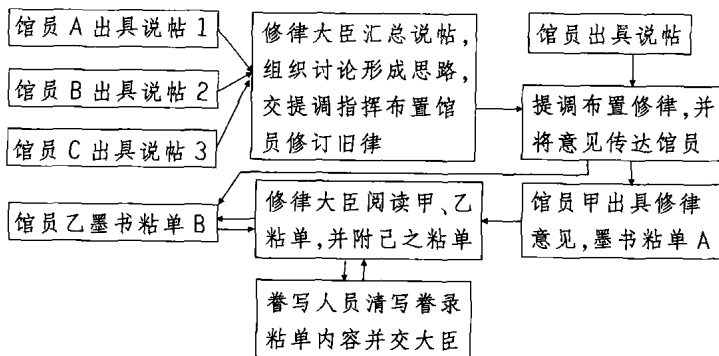 馆员A出具说帖1
馆员B出具说帖2
馆员C出具说帖3
修律大臣汇总说帖,
组织讨论形成思路,
交提调指挥布置馆
员修订旧律
馆员出具说帖
提调布置修律,并
将意见传达馆员
馆员甲出具修律
意见,墨书粘单A
修律大臣阅读甲、乙
粘单,并附己之粘单
馆员乙墨书粘单B
誊写人员清写誊录
粘单内容并交大臣